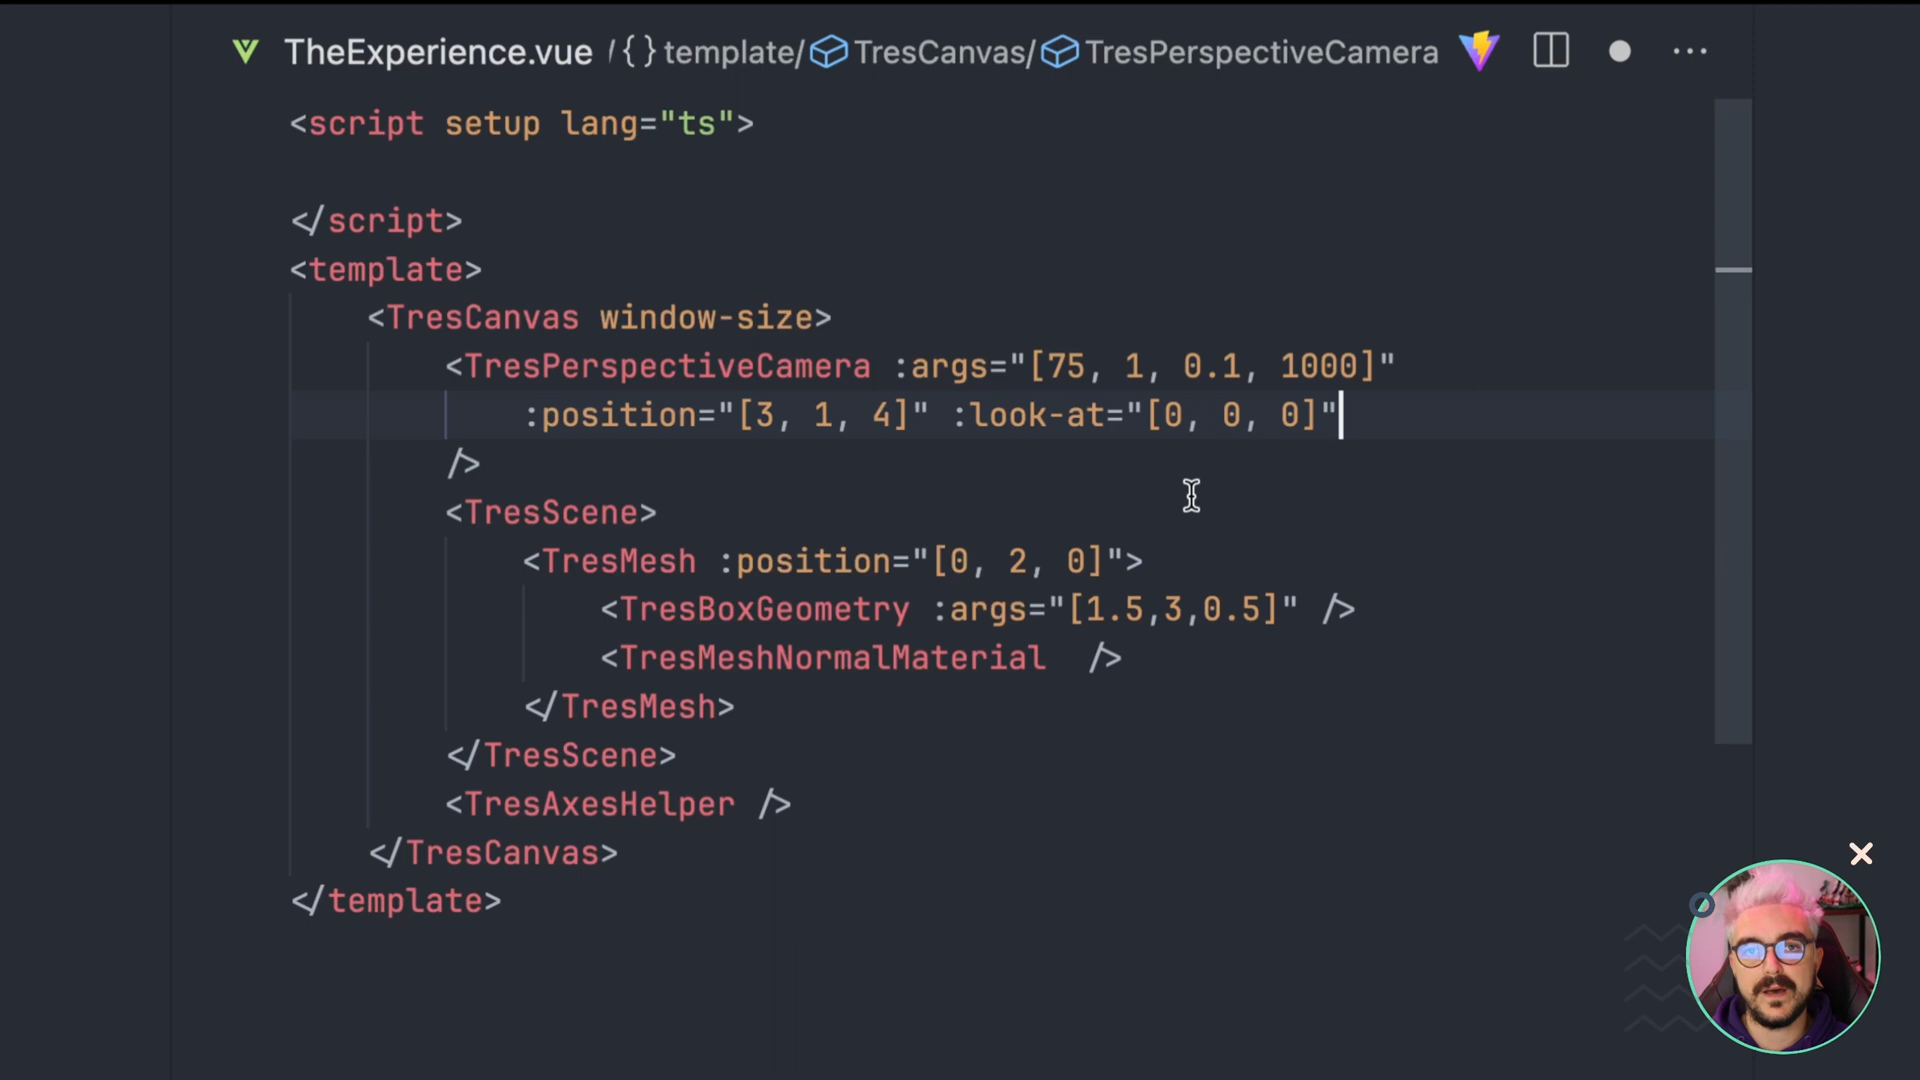 TheExperience.vue / {} template/ TresCanvas/ TresPerspectiveCamera ...
<script setup lang="ts">
</script>
<template>
<TresCanvas window-size>
<TresPerspectiveCamera :args="[75, 1, 0.1, 1000]"
:position="[3, 1, 4]" :look-at="[0, 0, 0]"
/>
<TresScene>
<TresMesh :position="[0, 2, 0]">
<TresBoxGeometry :args="[1.5,3,0.5]" />
<TresMeshNormalMaterial  />
</TresMesh>
</TresScene>
<TresAxesHelper />
</TresCanvas>
</template>